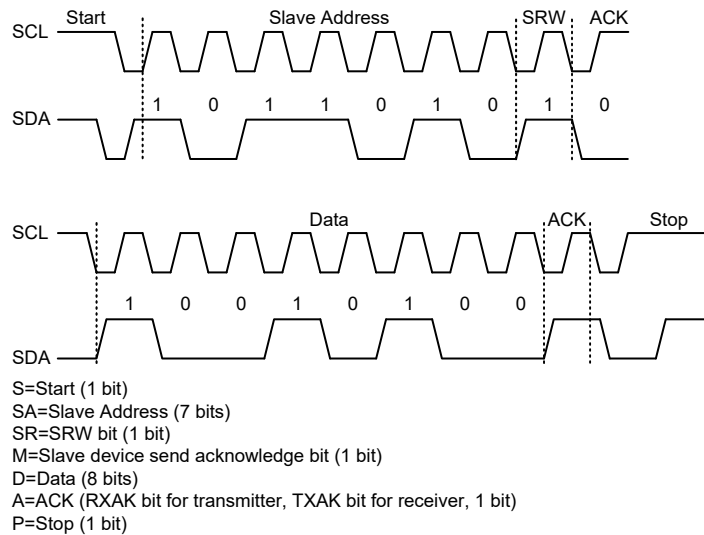 Start Slave Address SRW ACK
SCL
1 0 1 1 0 1 0 1 0
SDA
Data ACK Stop
SCL
1 0 0 1 0 1 0 0
SDA
S=Start (1 bit)
SA=Slave Address (7 bits)
SR=SRW bit (1 bit)
M=Slave device send acknowledge bit (1 bit)
D=Data (8 bits)
A=ACK (RXAK bit for transmitter, TXAK bit for receiver, 1 bit)
P=Stop (1 bit)